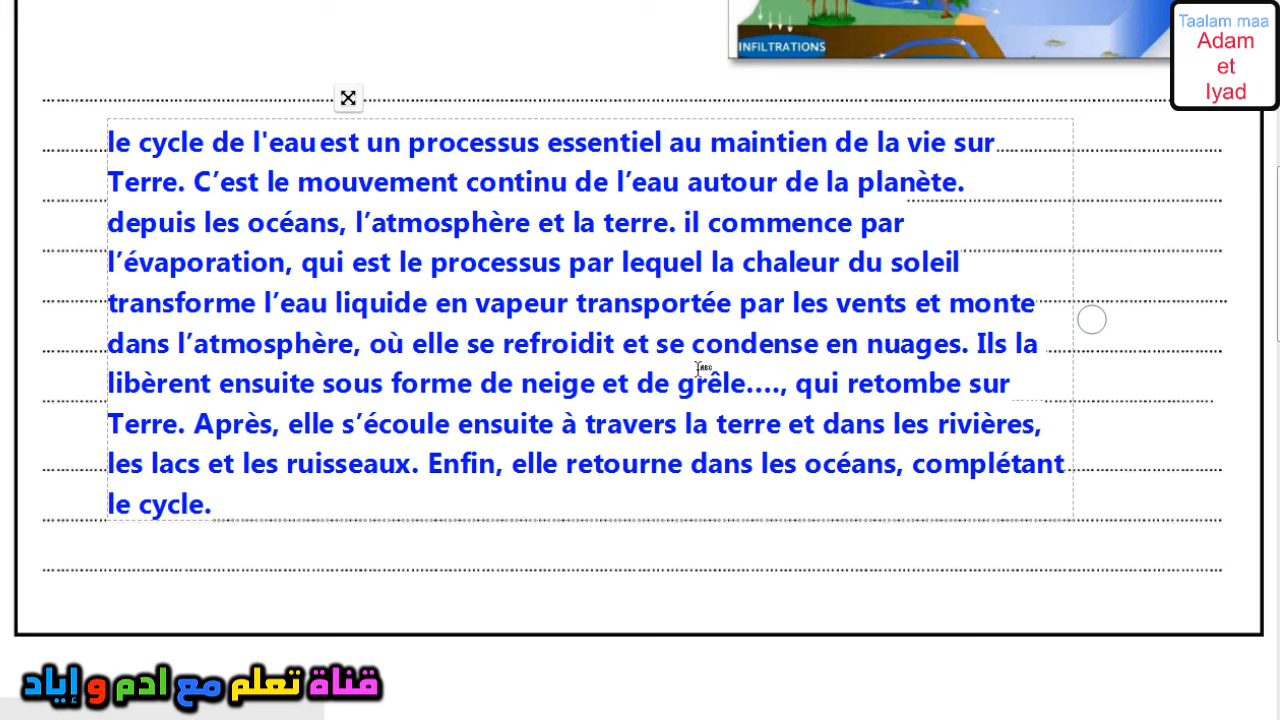 INFILTRATIONS
Taalam maa
Adam
et
Iyad
le cycle de l'eau est un processus essentiel au maintien de la vie sur
Terre. C’est le mouvement continu de l’eau autour de la planète.
depuis les océans, l’atmosphère et la terre. il commence par
l’évaporation, qui est le processus par lequel la chaleur du soleil
transforme l’eau liquide en vapeur transportée par les vents et monte
dans l’atmosphère, où elle se refroidit et se condense en nuages. Ils la
libèrent ensuite sous forme de neige et de grêle...., qui retombe sur
Terre. Après, elle s’écoule ensuite à travers la terre et dans les rivières,
les lacs et les ruisseaux. Enfin, elle retourne dans les océans, complétant
le cycle.
قناة تعلم مع ادم و إياد